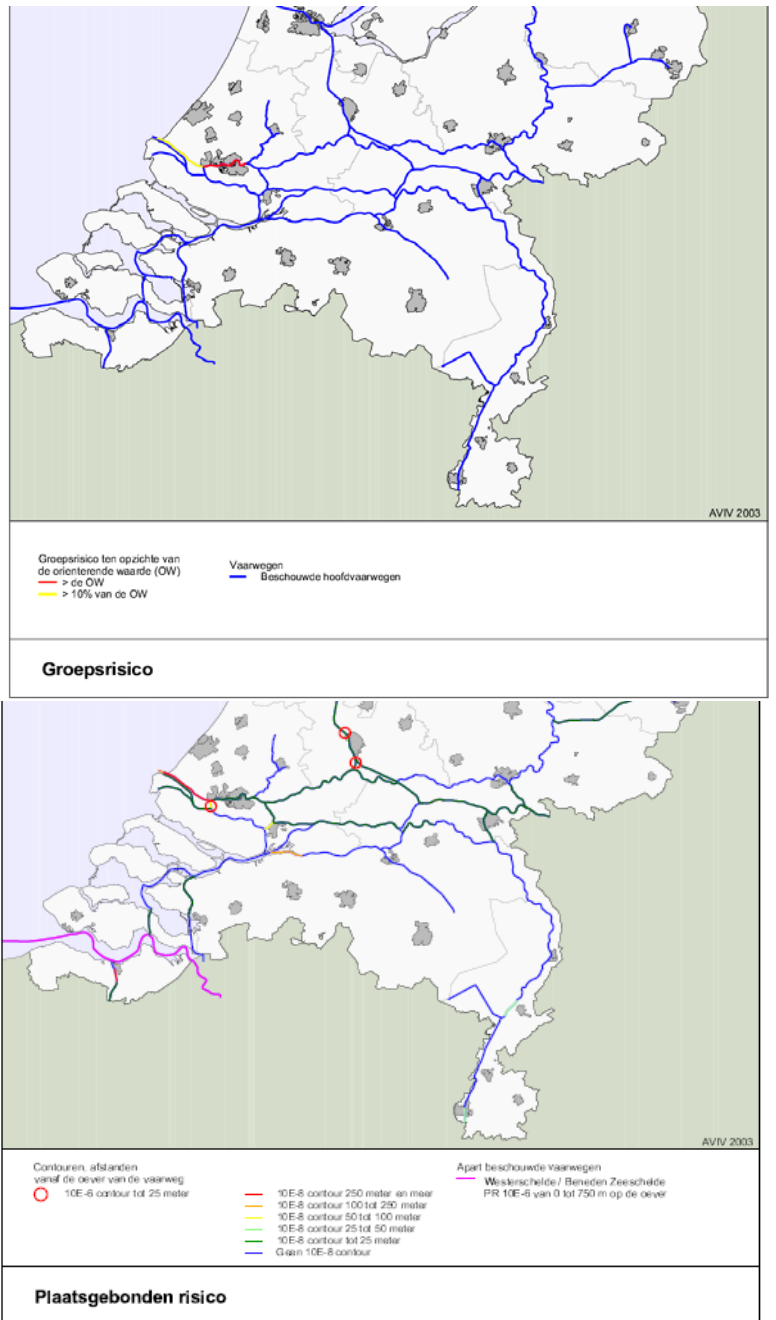 AVIV 2003
Groepsrisico ten opzichte van
de orienterende waarde (OW)
> de OW
> 10% van de OW
Vaarwegen
Beschouwde hoofdvaarwegen
Groepsrisico
AVIV 2003
Contouren, afstanden
vanaf de oever van de vaarweg
10E-6 contour tot 25 meter
10E-8 contour 250 meter en meer
10E-8 contour 100 tot 250 meter
10E-8 contour 50 tot 100 meter
10E-8 contour 25 tot 50 meter
10E-8 contour tot 25 meter
Geen 10E-8 contour
Apart beschouwde vaarwegen
Westerschelde / Beneden Zeeschelde
PR 10E-6 van 0 tot 750 m op de oever
Plaatsgebonden risico